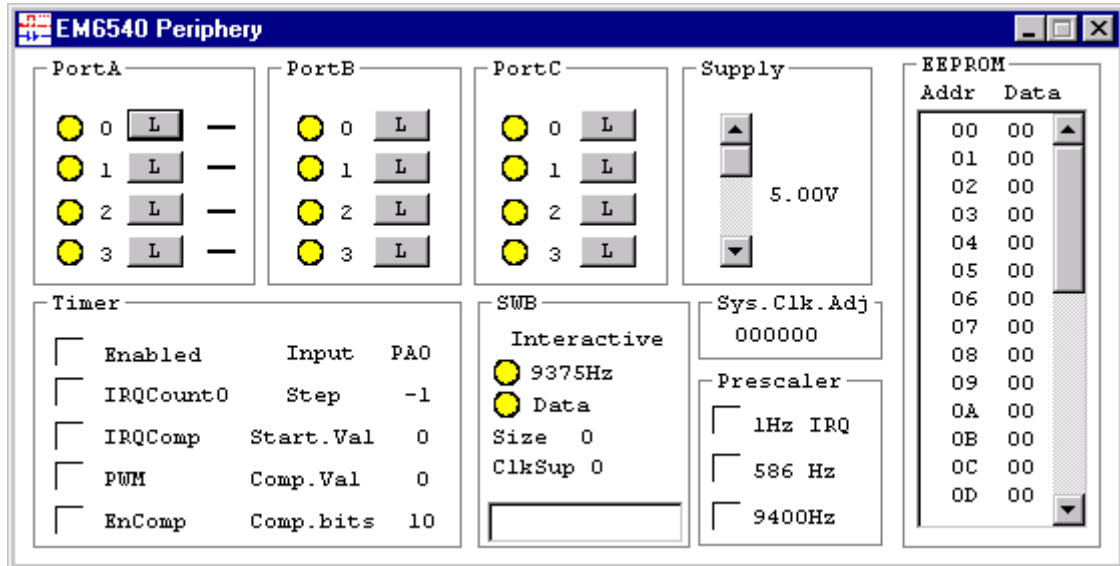 EM6540 Periphery
PortA
0 L
1 L
2 L
3 L
PortB
0 L
1 L
2 L
3 L
PortC
0 L
1 L
2 L
3 L
Supply
5.00V
EEPROM
Addr Data
00 00
01 00
02 00
03 00
04 00
05 00
06 00
07 00
08 00
09 00
0A 00
0B 00
0C 00
0D 00
Timer
Enabled Input PA0
IRQCount0 Step -1
IRQComp Start.Val 0
PWM Comp.Val 0
EnComp Comp.bits 10
SWB
Interactive
9375Hz
Data
Size 0
ClkSup 0
Sys.Clk.Adj
000000
Prescaler
1Hz IRQ
586 Hz
9400Hz